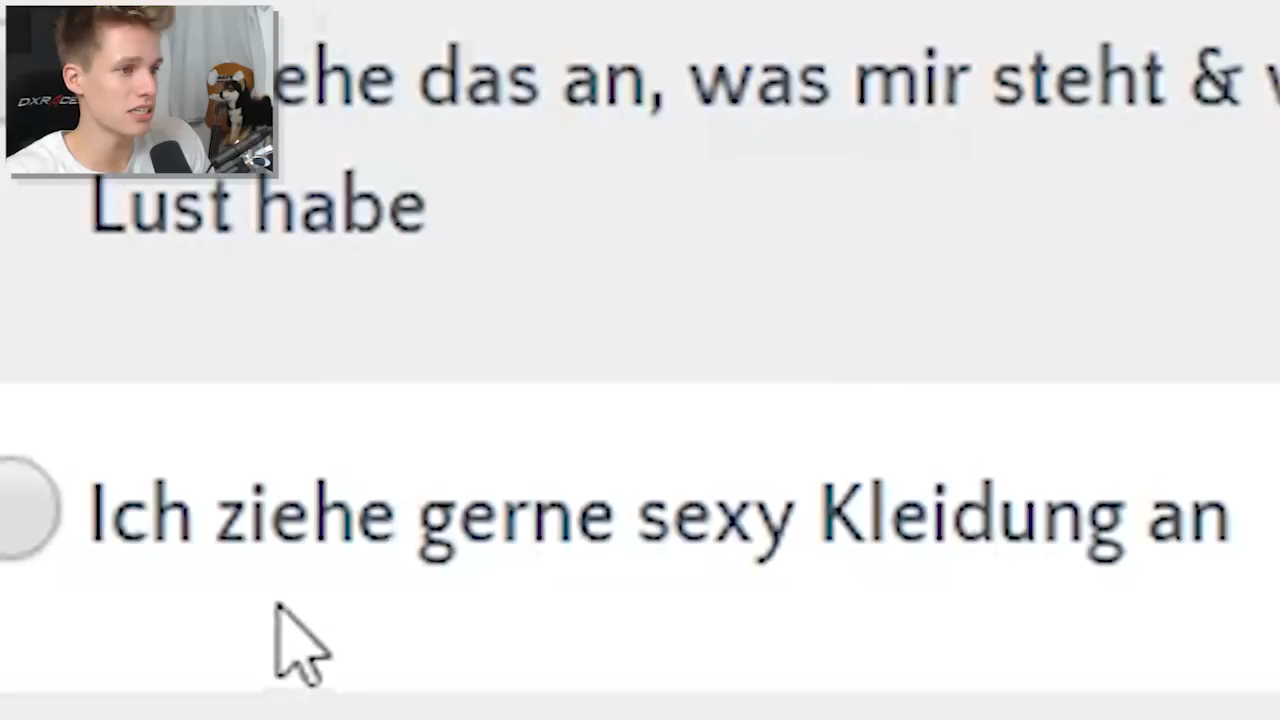 ehe das an, was mir steht &
Lust habe
Ich ziehe gerne sexy Kleidung an